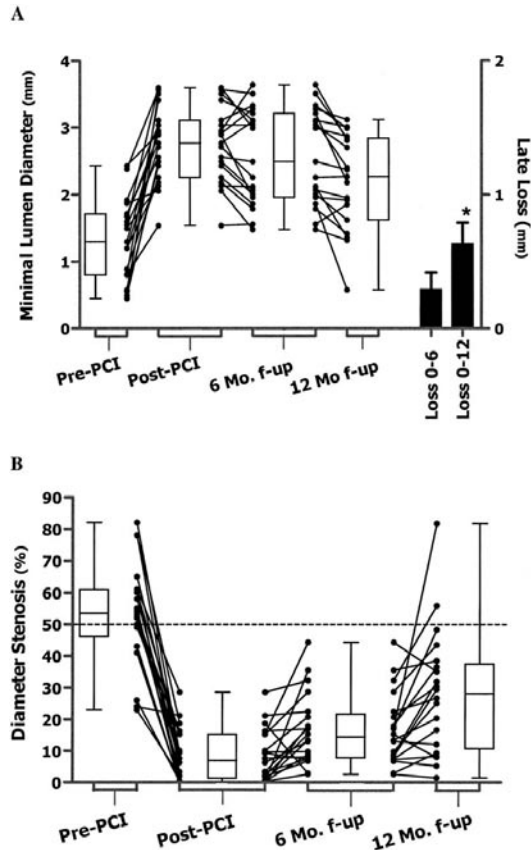 A
4
3
2
1
0
Minimal Lumen Diameter (mm)
2
1
0
Late Loss (mm)
*
Pre-PCI
Post-PCI
6 Mo. f-up
12 Mo f-up
Loss 0-6
Loss 0-12
B
90
80
70
60
50
40
30
20
10
0
Diameter Stenosis (%)
Pre-PCI
Post-PCI
6 Mo. f-up
12 Mo. f-up